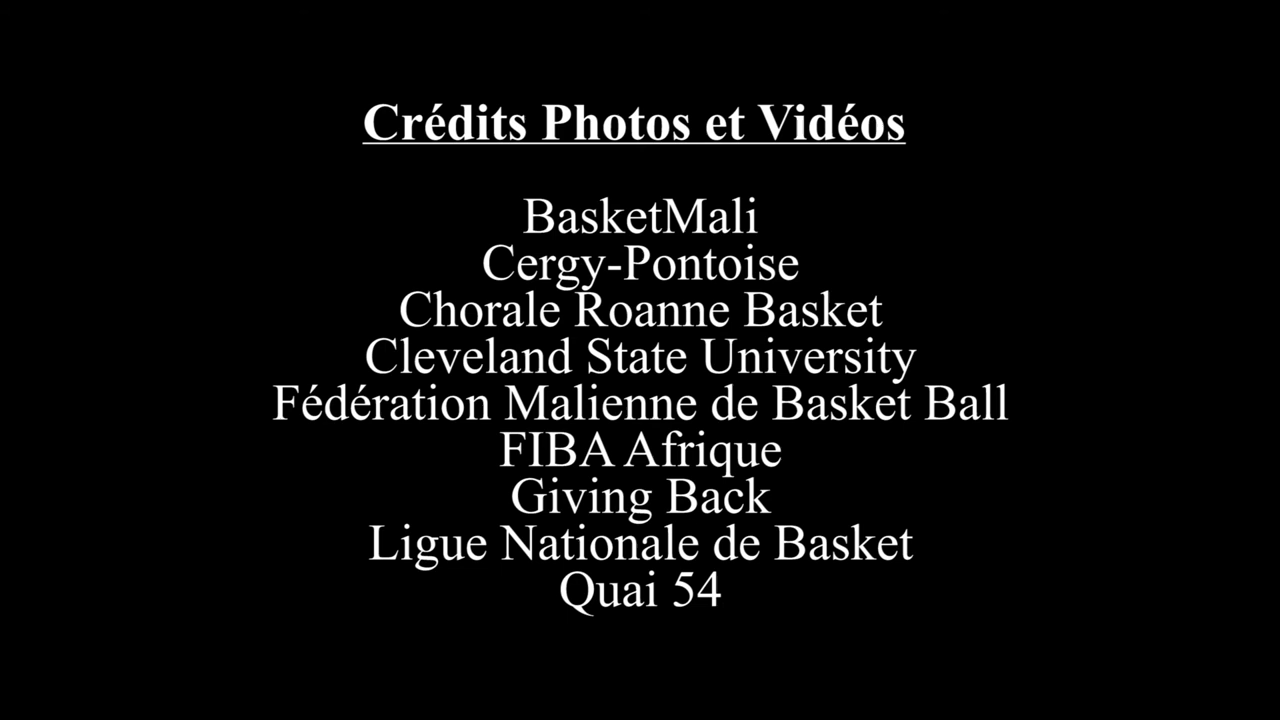 Crédits Photos et Vidéos
BasketMali
Cergy-Pontoise
Chorale Roanne Basket
Cleveland State University
Fédération Malienne de Basket Ball
FIBA Afrique
Giving Back
Ligue Nationale de Basket
Quai 54